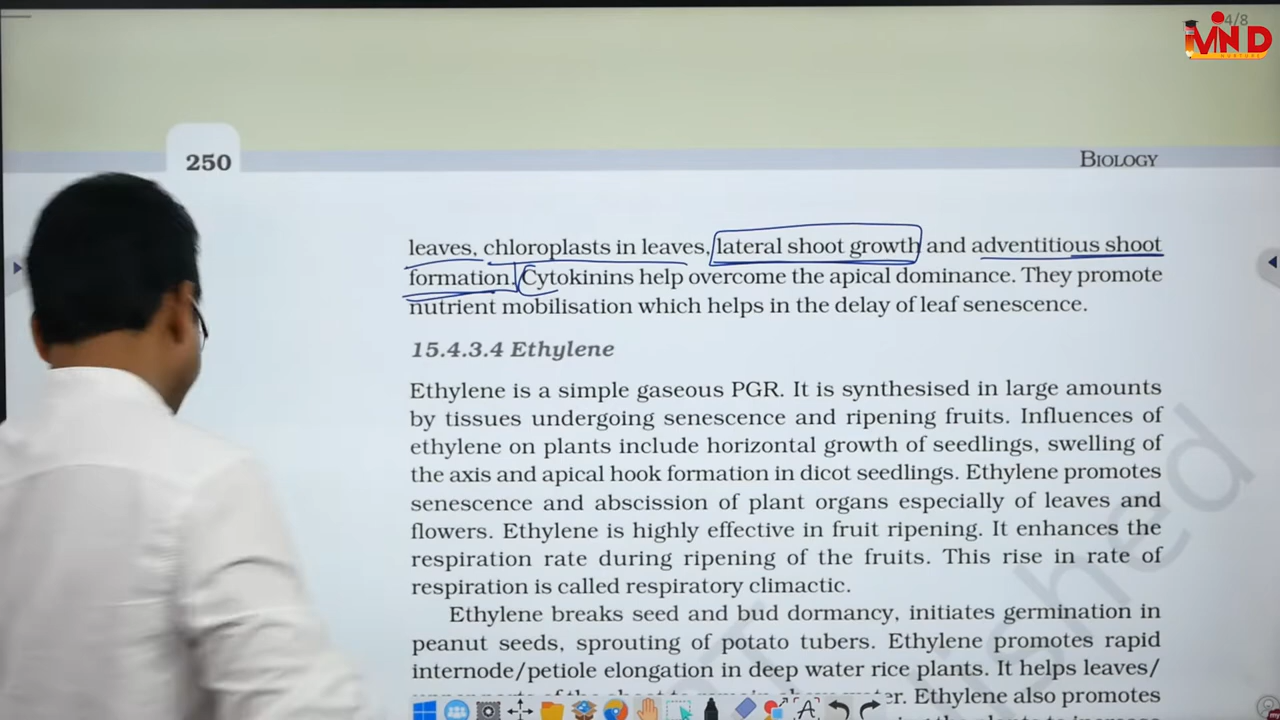 4/8
MIND
NURTURE
250
BIOLOGY
leaves, chloroplasts in leaves, lateral shoot growth and adventitious shoot
formation. Cytokinins help overcome the apical dominance. They promote
nutrient mobilisation which helps in the delay of leaf senescence.
15.4.3.4 Ethylene
Ethylene is a simple gaseous PGR. It is synthesised in large amounts
by tissues undergoing senescence and ripening fruits. Influences of
ethylene on plants include horizontal growth of seedlings, swelling of
the axis and apical hook formation in dicot seedlings. Ethylene promotes
senescence and abscission of plant organs especially of leaves and
flowers. Ethylene is highly effective in fruit ripening. It enhances the
respiration rate during ripening of the fruits. This rise in rate of
respiration is called respiratory climactic.
Ethylene breaks seed and bud dormancy, initiates germination in
peanut seeds, sprouting of potato tubers. Ethylene promotes rapid
internode/petiole elongation in deep water rice plants. It helps leaves/
er. Ethylene also promotes